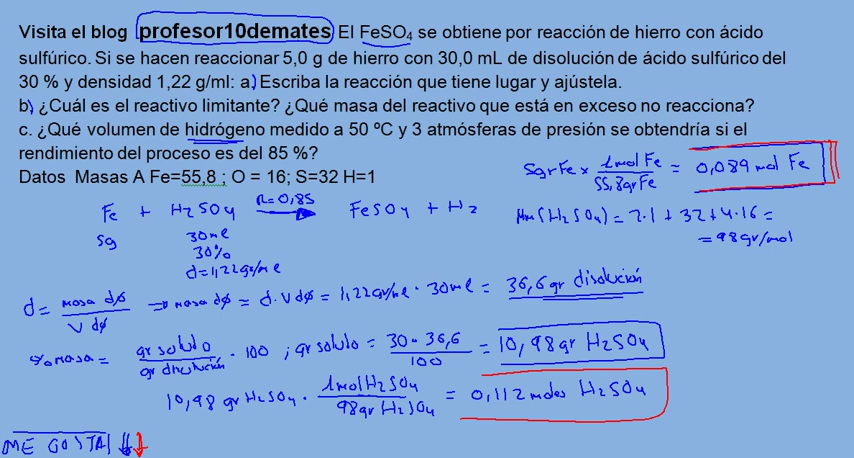 Visita el blog profesor10demates El FeSO₄ se obtiene por reacción de hierro con ácido
sulfúrico. Si se hacen reaccionar 5,0 g de hierro con 30,0 mL de disolución de ácido sulfúrico del
30 % y densidad 1,22 g/ml: a) Escriba la reacción que tiene lugar y ajústela.
b) ¿Cuál es el reactivo limitante? ¿Qué masa del reactivo que está en exceso no reacciona?
c. ¿Qué volumen de hidrógeno medido a 50 ºC y 3 atmósferas de presión se obtendría si el
rendimiento del proceso es del 85 %?
Datos Masas A Fe=55,8 ; O = 16; S=32 H=1
5gr Fe × 1mol Fe / 55,8gr Fe = 0,089 mol Fe
Fe + H₂SO₄ R=0,85 → FeSO₄ + H₂
5g 30ml
30%
d=1,22gr/ml
Mm(H₂SO₄)=2·1+32+4·16=
=98gr/mol
d= masa dø / V dø ⇒ masa dø = d·V dø = 1,22gr/ml · 30ml = 36,6gr disolución
%masa = gr soluto / gr disolución · 100 ; gr soluto = 30·36,6 / 100 = 10,98gr H₂SO₄
10,98 gr H₂SO₄ · 1mol H₂SO₄ / 98gr H₂SO₄ = 0,112 moles H₂SO₄
ME GUSTA ⇓↓